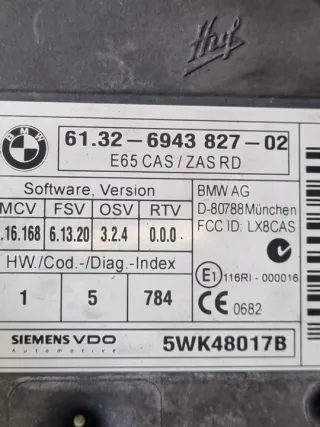 Huf
BMW
61.32-6943 827-02
E65 CAS/ZAS RD
Software, Version
MCV FSV OSV RTV
.16.168 6.13.20 3.2.4 0.0.0
HW./Cod.-/Diag.-Index
1 5 784
BMW AG
D-80788 München
FCC ID: LX8CAS
E1 116RI - 000016
CE 0682
SIEMENS VDO
Automotive
5WK48017B